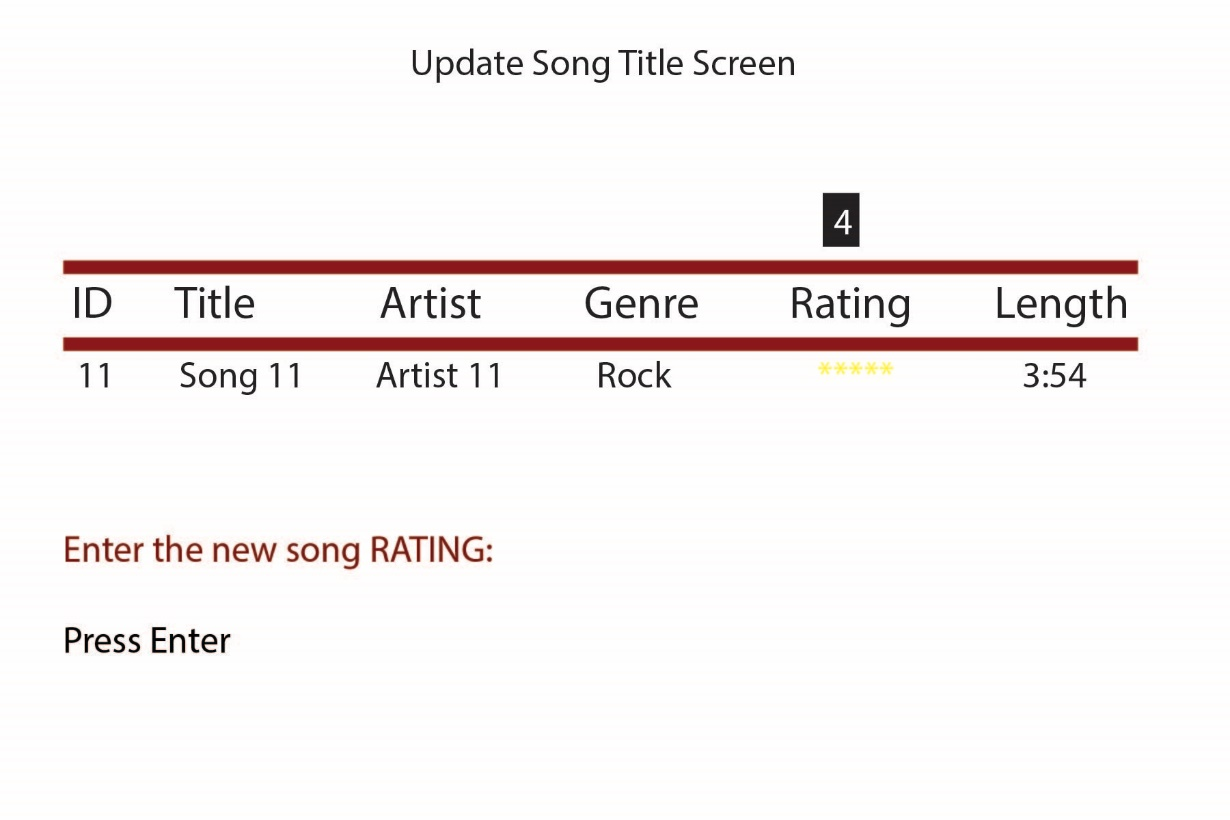 Update Song Title Screen
4
ID Title Artist Genre Rating Length
11 Song 11 Artist 11 Rock ***** 3:54
Enter the new song RATING:
Press Enter